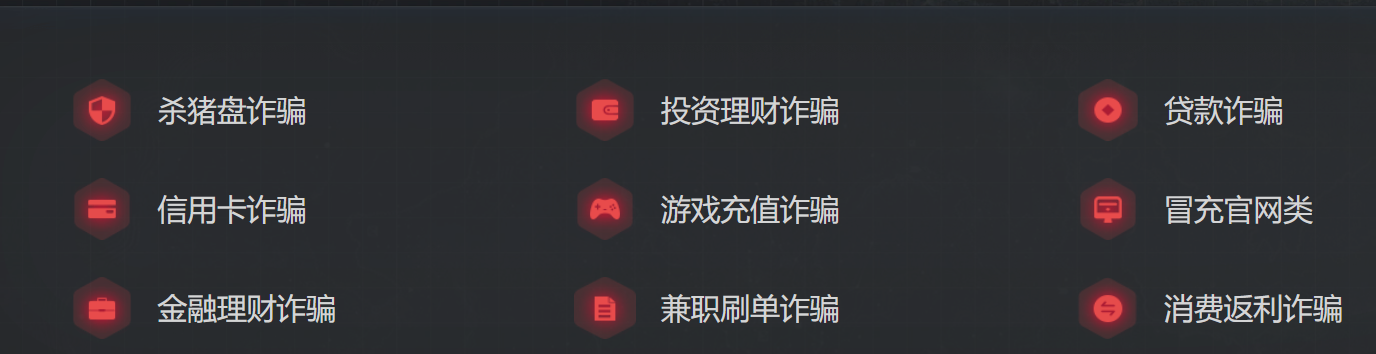 杀猪盘诈骗
投资理财诈骗
贷款诈骗
信用卡诈骗
游戏充值诈骗
冒充官网类
金融理财诈骗
兼职刷单诈骗
消费返利诈骗